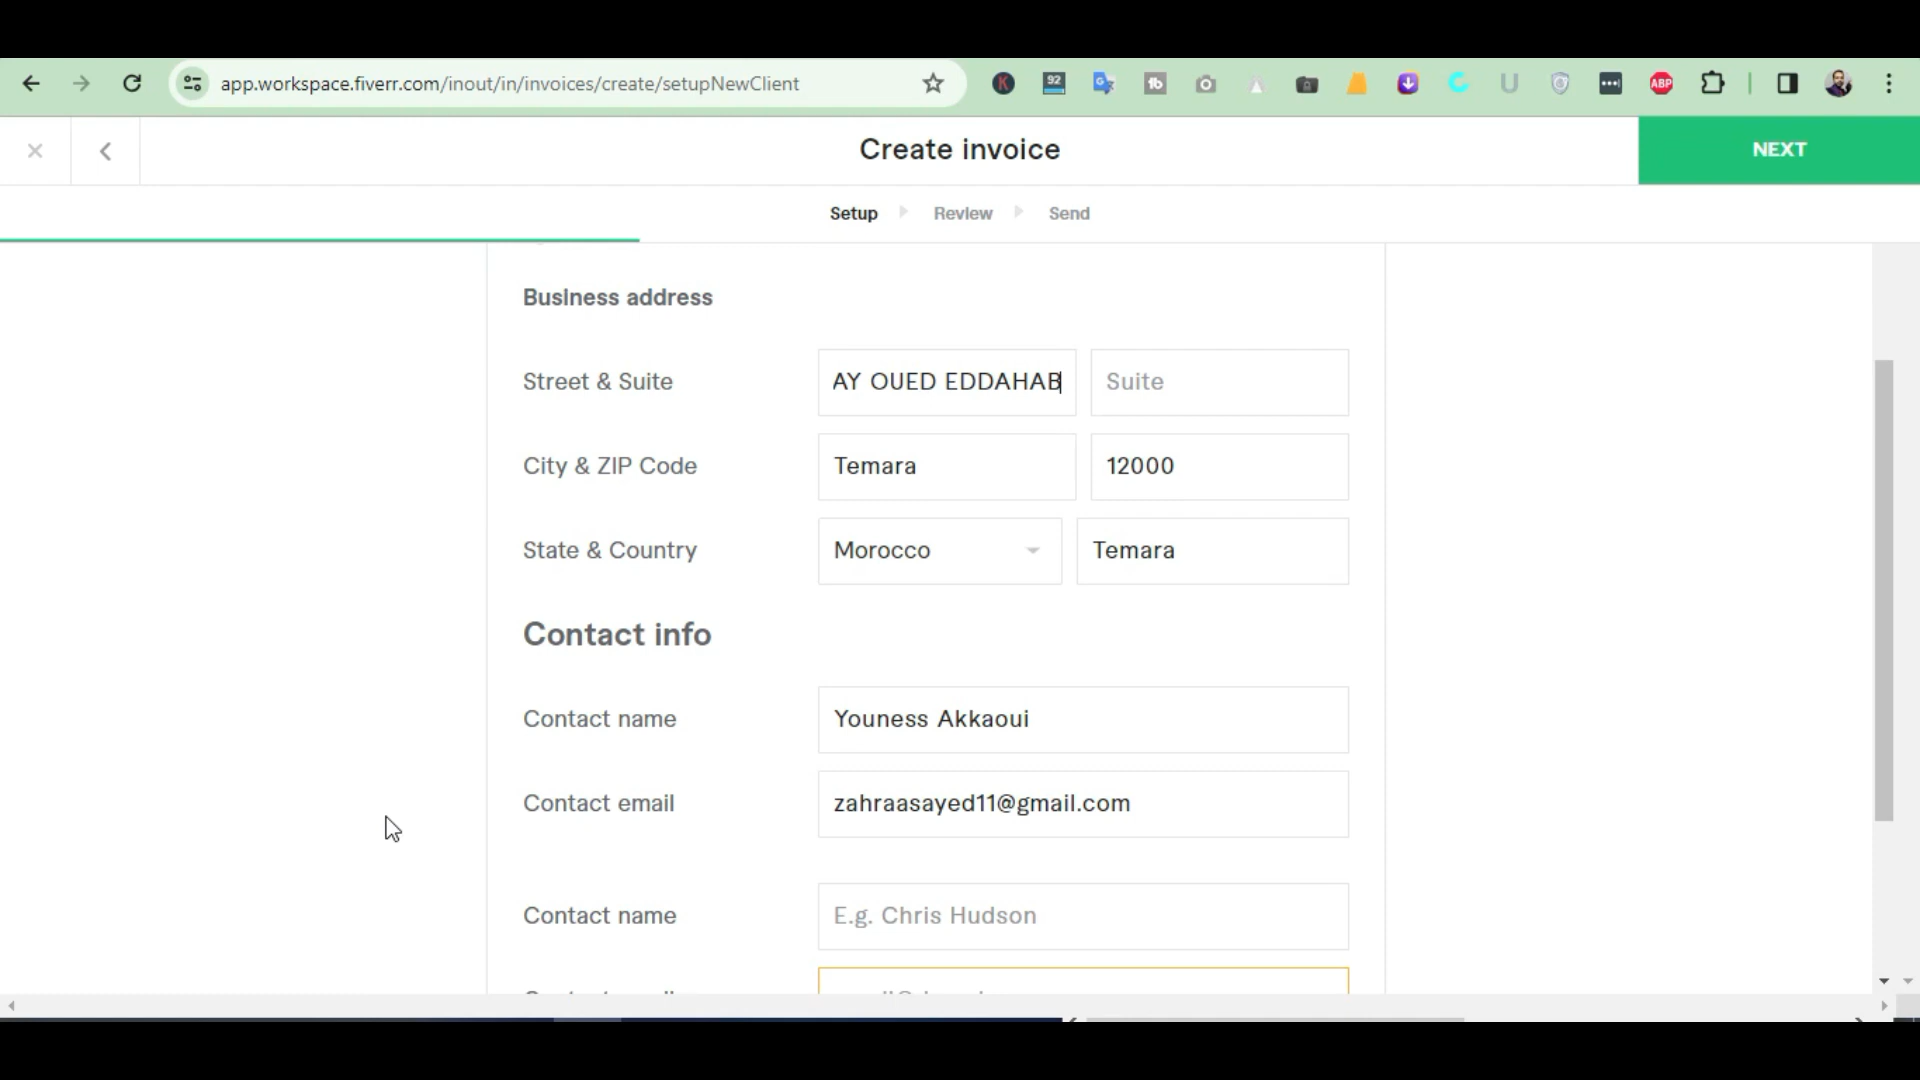 app.workspace.fiverr.com/inout/in/invoices/create/setupNewClient
92
ABP
Create invoice
NEXT
Setup
Review
Send
Business address
Street & Suite
AY OUED EDDAHAB
Suite
City & ZIP Code
Temara
12000
State & Country
Morocco
Temara
Contact info
Contact name
Youness Akkaoui
Contact email
zahraasayed11@gmail.com
Contact name
E.g. Chris Hudson